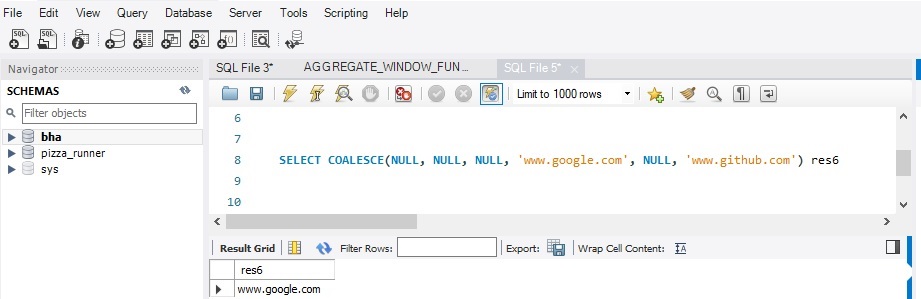 File Edit View Query Database Server Tools Scripting Help
Navigator
SCHEMAS
Filter objects
bha
pizza_runner
sys
SQL File 3* AGGREGATE_WINDOW_FUN... SQL File 5*
Limit to 1000 rows
6
8 SELECT COALESCE(NULL, NULL, NULL, 'www.google.com', NULL, 'www.github.com') res6
9
10
Result Grid Filter Rows: Export: Wrap Cell Content:
res6
www.google.com